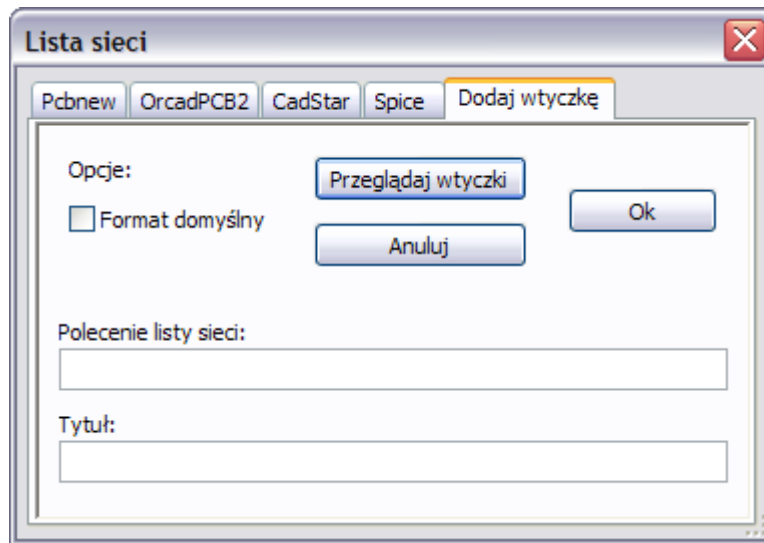 Lista sieci
Pcbnew OrcadPCB2 CadStar Spice Dodaj wtyczkę
Opcje:
Przeglądaj wtyczki
Format domyślny
Ok
Anuluj
Polecenie listy sieci:
Tytuł: